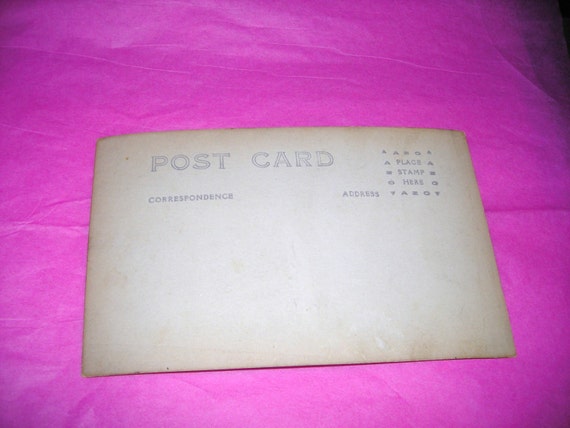 POST CARD
PLACE
STAMP
HERE
CORRESPONDENCE
ADDRESS